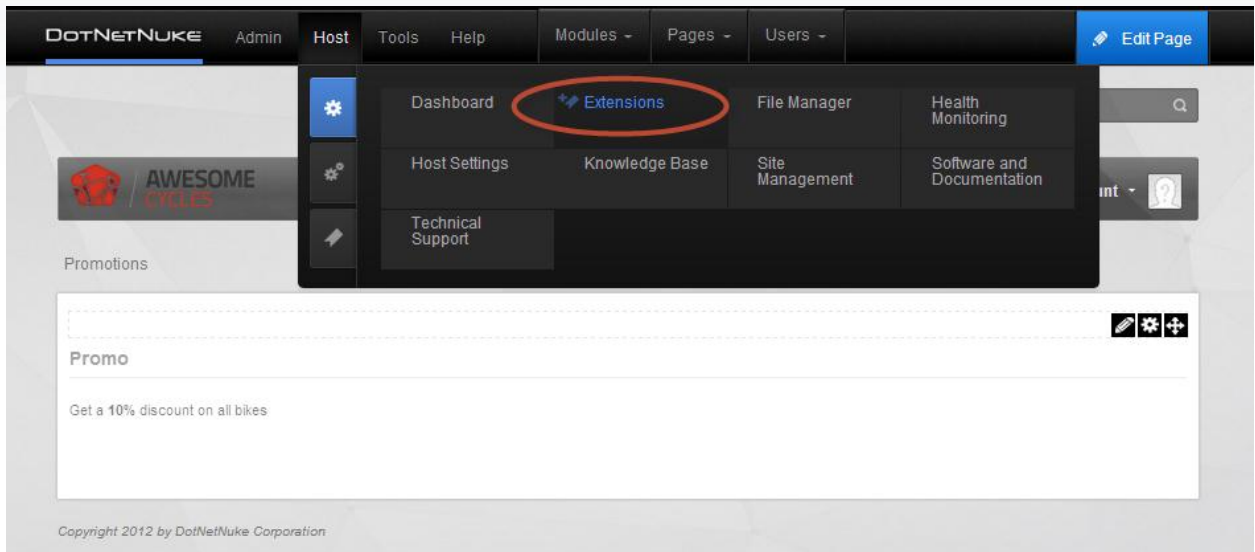 DOTNETNUKE Admin Host Tools Help Modules Pages Users Edit Page
Dashboard Extensions File Manager Health
Monitoring
Host Settings Knowledge Base Site
Management Software and
Documentation
Technical
Support
AWESOME
CYCLES
unt
Promotions
Promo
Get a 10% discount on all bikes
Copyright 2012 by DotNetNuke Corporation